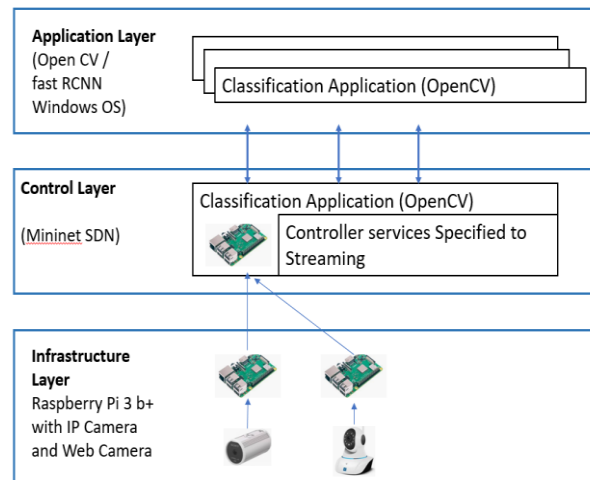 Application Layer
(Open CV /
fast RCNN
Windows OS)
Classification Application (OpenCV)
Control Layer
(Mininet SDN)
Classification Application (OpenCV)
Controller services Specified to
Streaming
Infrastructure
Layer
Raspberry Pi 3 b+
with IP Camera
and Web Camera